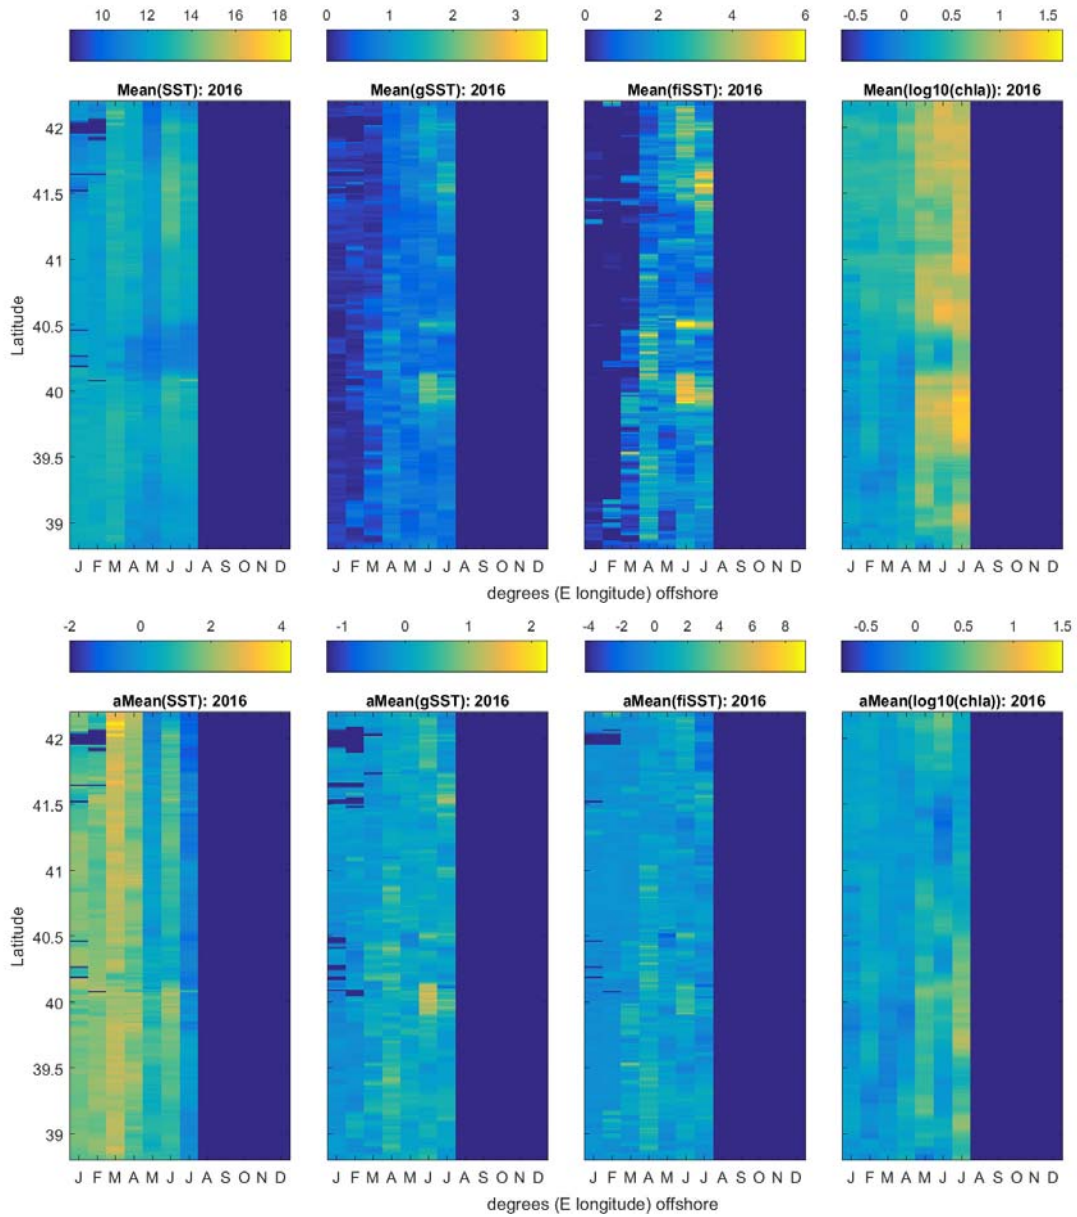 10 12 14 16 18
0 1 2 3
0 2 4 6
-0.5 0 0.5 1 1.5
Mean(SST): 2016
Mean(gSST): 2016
Mean(fiSST): 2016
Mean(log10(chla)): 2016
Latitude
42
41.5
41
40.5
40
39.5
39
J F M A M J J A S O N D
J F M A M J J A S O N D
J F M A M J J A S O N D
J F M A M J J A S O N D
degrees (E longitude) offshore
-2 0 2 4
-1 0 1 2
-4 -2 0 2 4 6 8
-0.5 0 0.5 1 1.5
aMean(SST): 2016
aMean(gSST): 2016
aMean(fiSST): 2016
aMean(log10(chla)): 2016
Latitude
42
41.5
41
40.5
40
39.5
39
J F M A M J J A S O N D
J F M A M J J A S O N D
J F M A M J J A S O N D
J F M A M J J A S O N D
degrees (E longitude) offshore